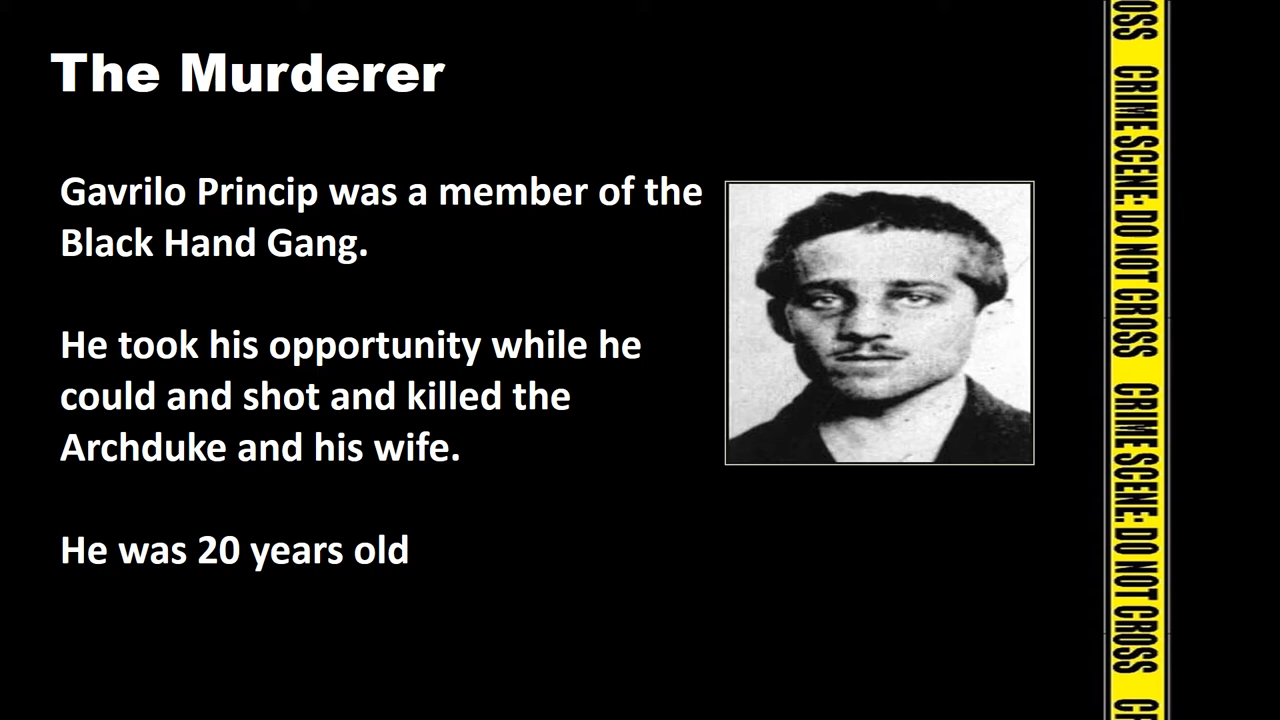 The Murderer
Gavrilo Princip was a member of the
Black Hand Gang.
He took his opportunity while he
could and shot and killed the
Archduke and his wife.
He was 20 years old
OSS
CRIME SCENE: DO NOT CROSS
CRIME SCENE: DO NOT CROSS